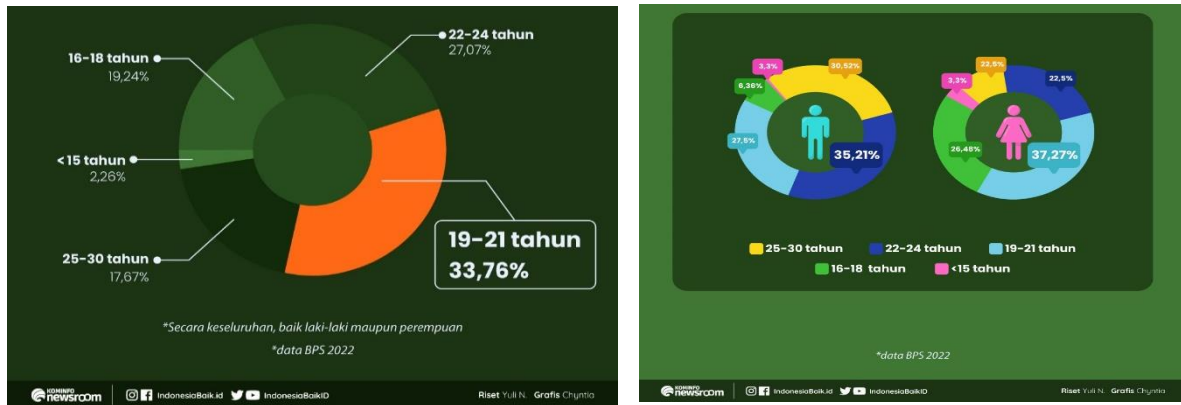 22-24 tahun
27,07%
16-18 tahun
19,24%
<15 tahun
2,26%
25-30 tahun
17,67%
19-21 tahun
33,76%
*Secara keseluruhan, baik laki-laki maupun perempuan
*data BPS 2022
KOMINFO
newsroom
IndonesiaBaik.id
IndonesiaBaikID
Riset Yuli N. Grafis Chyntia
3,3%
30,52%
6,36%
27,5%
35,21%
22,5%
3,3%
22,5%
26,48%
37,27%
25-30 tahun
22-24 tahun
19-21 tahun
16-18 tahun
<15 tahun
*data BPS 2022
KOMINFO
newsroom
IndonesiaBaik.id
IndonesiaBaikID
Riset Yuli N. Grafis Chyntia